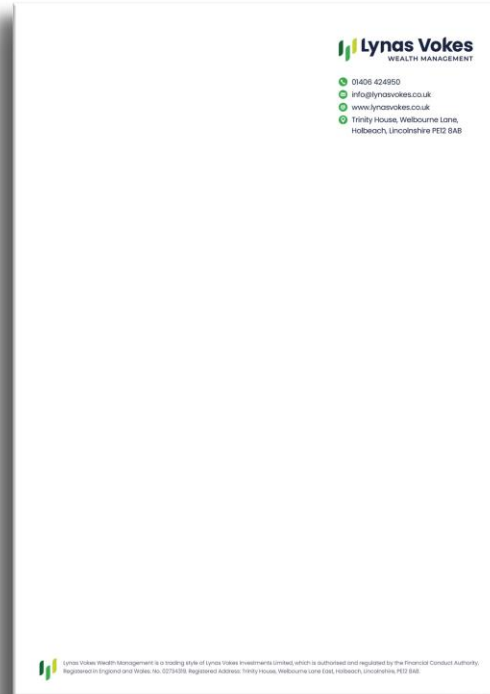 Lynas Vokes
WEALTH MANAGEMENT
01406 424950
info@lynasvokes.co.uk
www.lynasvokes.co.uk
Trinity House, Welbourne Lane,
Holbeach, Lincolnshire PE12 8AB
Lynas Vokes Wealth Management is a trading style of Lynas Vokes Investments Limited, which is authorised and regulated by the Financial Conduct Authority.
Registered in England and Wales. No. 02734019. Registered Address: Trinity House, Welbourne Lane East, Holbeach, Lincolnshire, PE12 8AB.